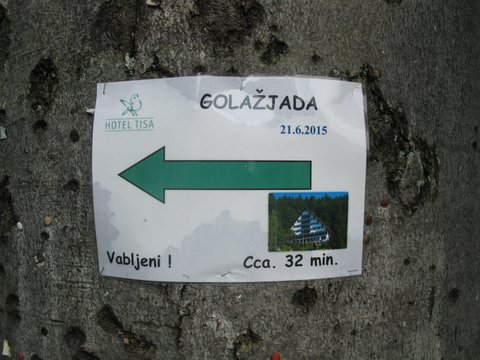 HOTEL TISA
GOLAŽJADA
21.6.2015
Vabljeni !
Cca. 32 min.